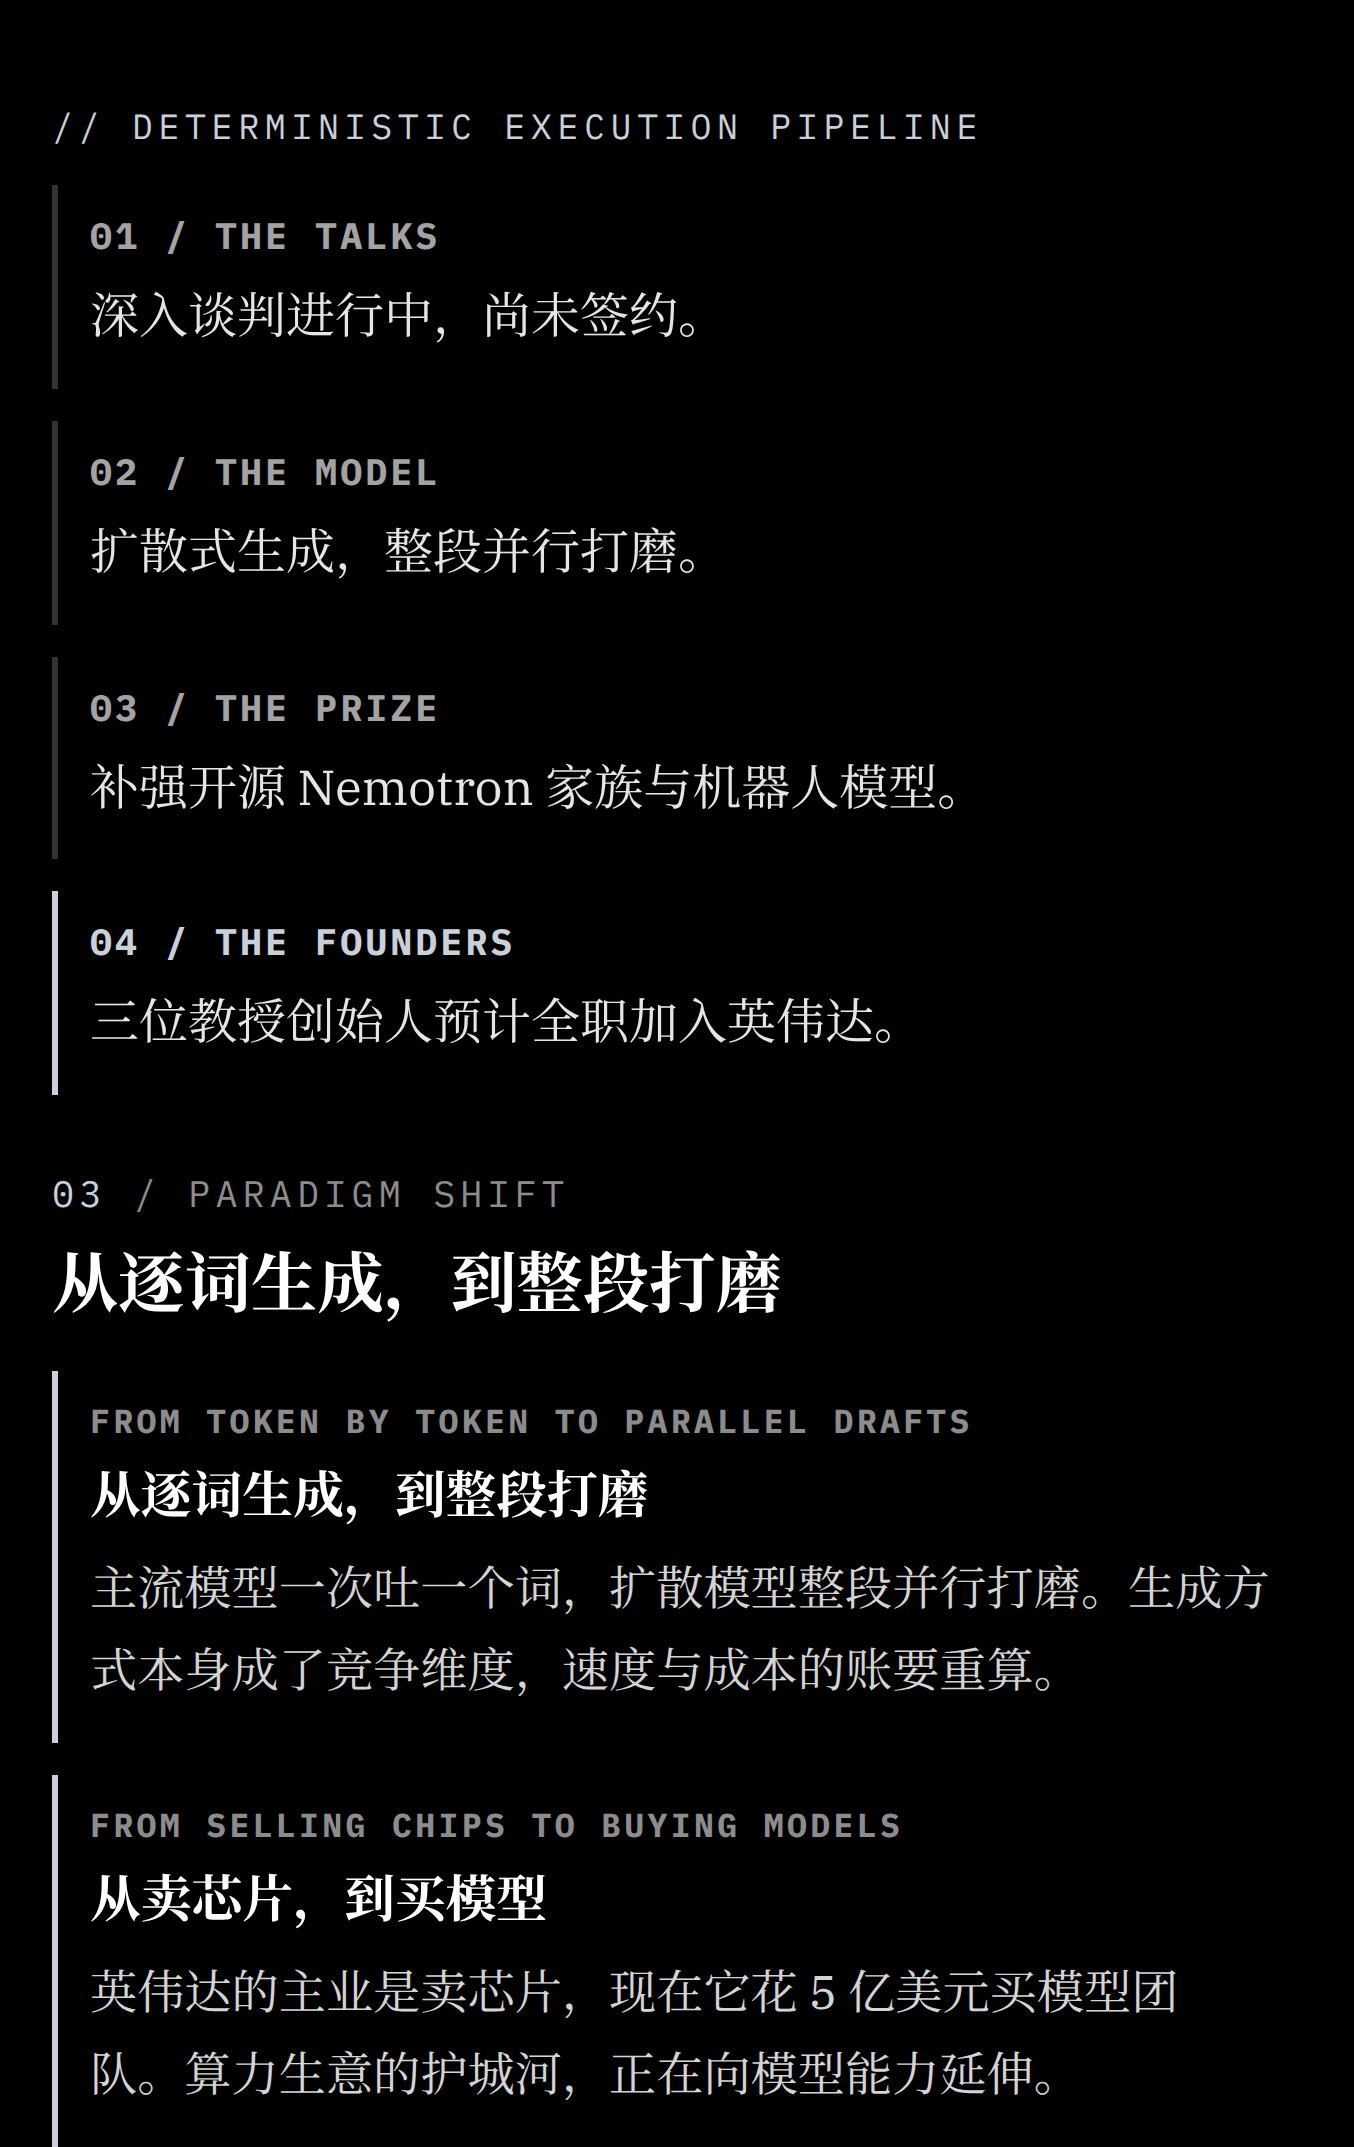 // DETERMINISTIC EXECUTION PIPELINE
01 / THE TALKS
深入谈判进行中，尚未签约。
02 / THE MODEL
扩散式生成，整段并行打磨。
03 / THE PRIZE
补强开源 Nemotron 家族与机器人模型。
04 / THE FOUNDERS
三位教授创始人预计全职加入英伟达。
03 / PARADIGM SHIFT
从逐词生成，到整段打磨
FROM TOKEN BY TOKEN TO PARALLEL DRAFTS
从逐词生成，到整段打磨
主流模型一次吐一个词，扩散模型整段并行打磨。生成方
式本身成了竞争维度，速度与成本的账要重算。
FROM SELLING CHIPS TO BUYING MODELS
从卖芯片，到买模型
英伟达的主业是卖芯片，现在它花 5 亿美元买模型团
队。算力生意的护城河，正在向模型能力延伸。